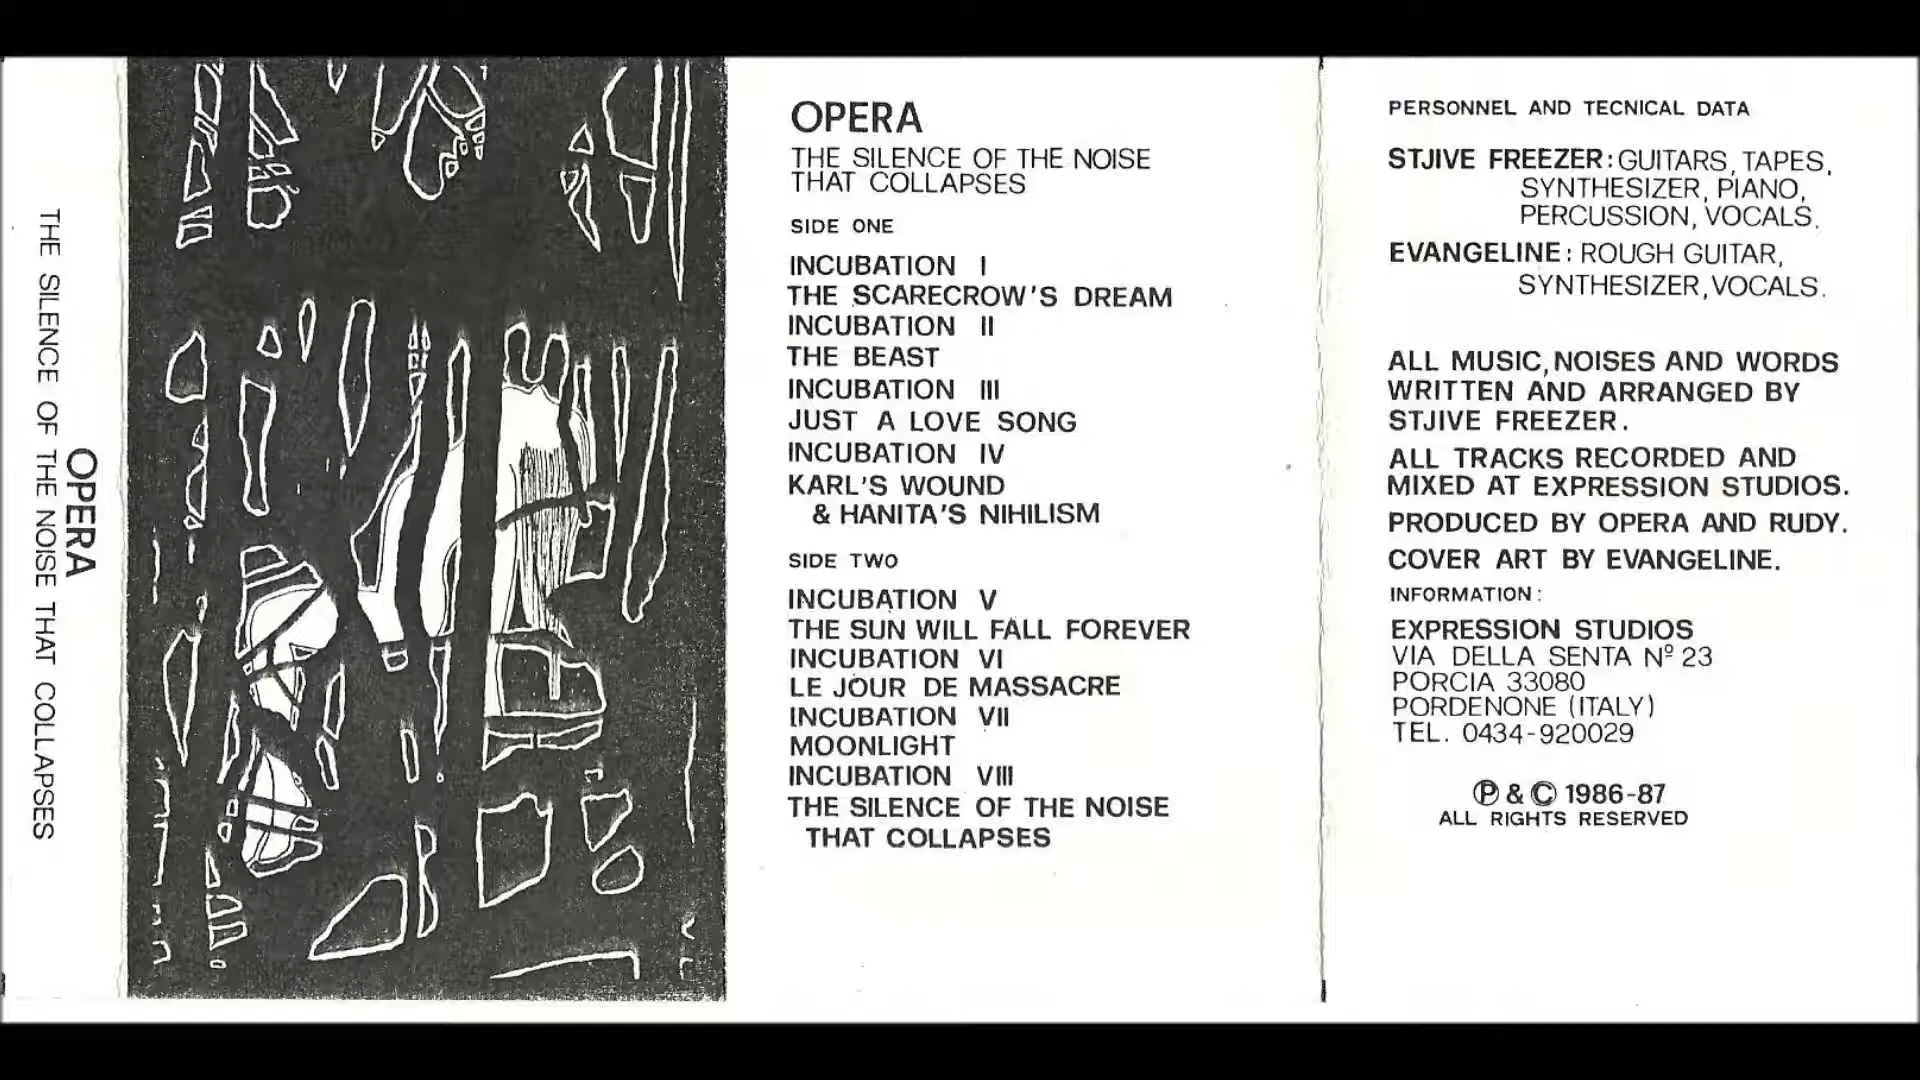 OPERA
THE SILENCE OF THE NOISE THAT COLLAPSES
OPERA
THE SILENCE OF THE NOISE
THAT COLLAPSES
SIDE ONE
INCUBATION I
THE SCARECROW'S DREAM
INCUBATION II
THE BEAST
INCUBATION III
JUST A LOVE SONG
INCUBATION IV
KARL'S WOUND
& HANITA'S NIHILISM
SIDE TWO
INCUBATION V
THE SUN WILL FALL FOREVER
INCUBATION VI
LE JOUR DE MASSACRE
INCUBATION VII
MOONLIGHT
INCUBATION VIII
THE SILENCE OF THE NOISE
THAT COLLAPSES
PERSONNEL AND TECNICAL DATA
STJIVE FREEZER: GUITARS, TAPES,
SYNTHESIZER, PIANO,
PERCUSSION, VOCALS.
EVANGELINE: ROUGH GUITAR,
SYNTHESIZER, VOCALS.
ALL MUSIC, NOISES AND WORDS
WRITTEN AND ARRANGED BY
STJIVE FREEZER.
ALL TRACKS RECORDED AND
MIXED AT EXPRESSION STUDIOS.
PRODUCED BY OPERA AND RUDY.
COVER ART BY EVANGELINE.
INFORMATION:
EXPRESSION STUDIOS
VIA DELLA SENTA Nº 23
PORCIA 33080
PORDENONE (ITALY)
TEL. 0434-920029
Ⓟ & © 1986-87
ALL RIGHTS RESERVED